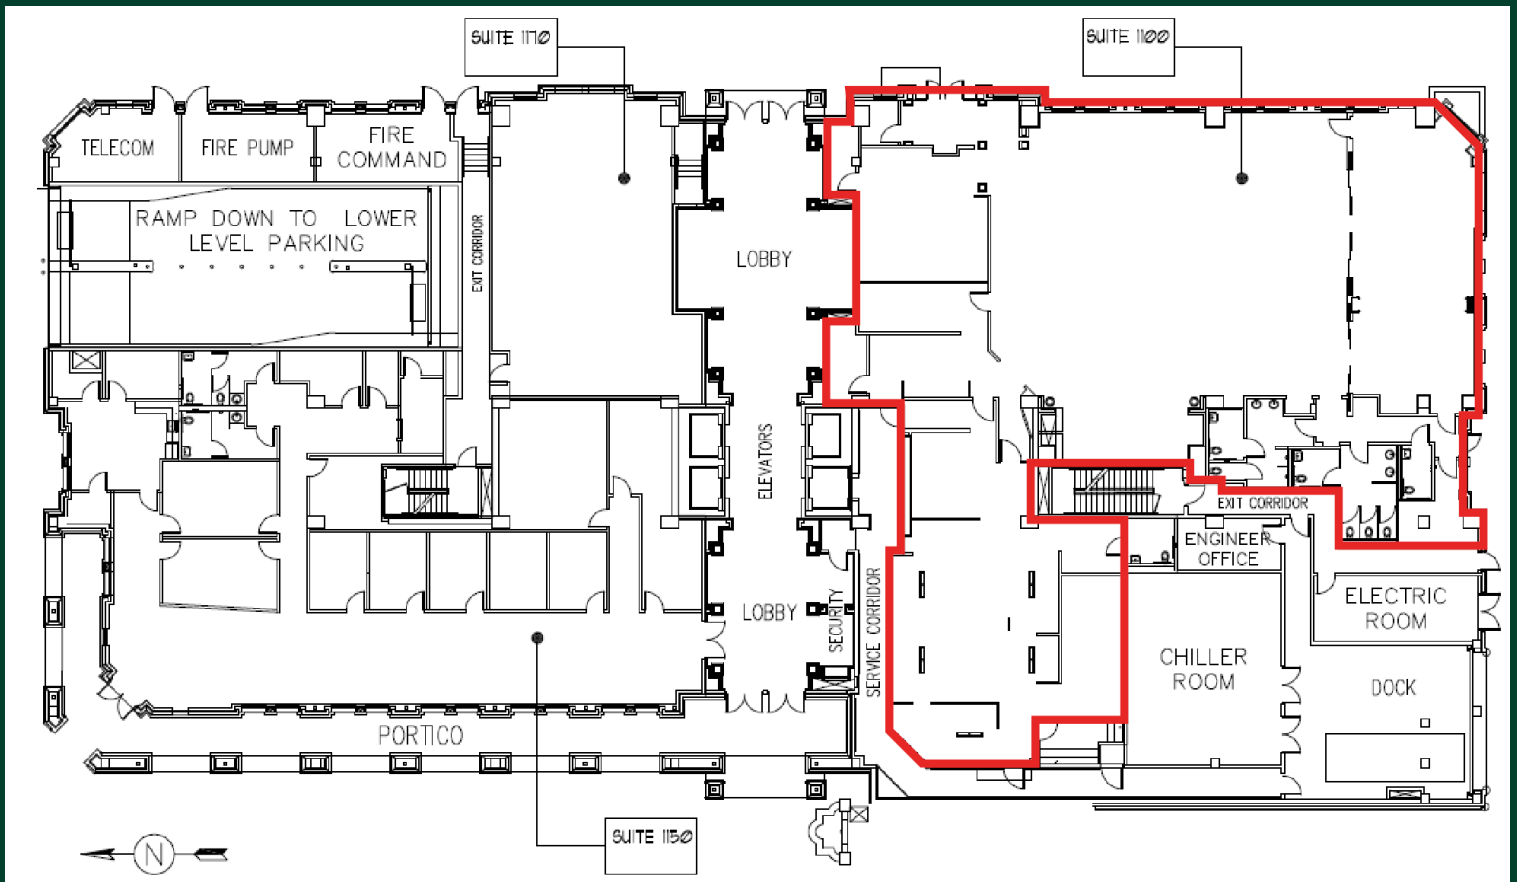 SUITE 1170
SUITE 1100
TELECOM
FIRE PUMP
FIRE
COMMAND
RAMP DOWN TO LOWER
LEVEL PARKING
EXIT CORRIDOR
LOBBY
ELEVATORS
EXIT CORRIDOR
ENGINEER
OFFICE
LOBBY
SECURITY
SERVICE CORRIDOR
ELECTRIC
ROOM
CHILLER
ROOM
DOCK
PORTICO
SUITE 1150
N